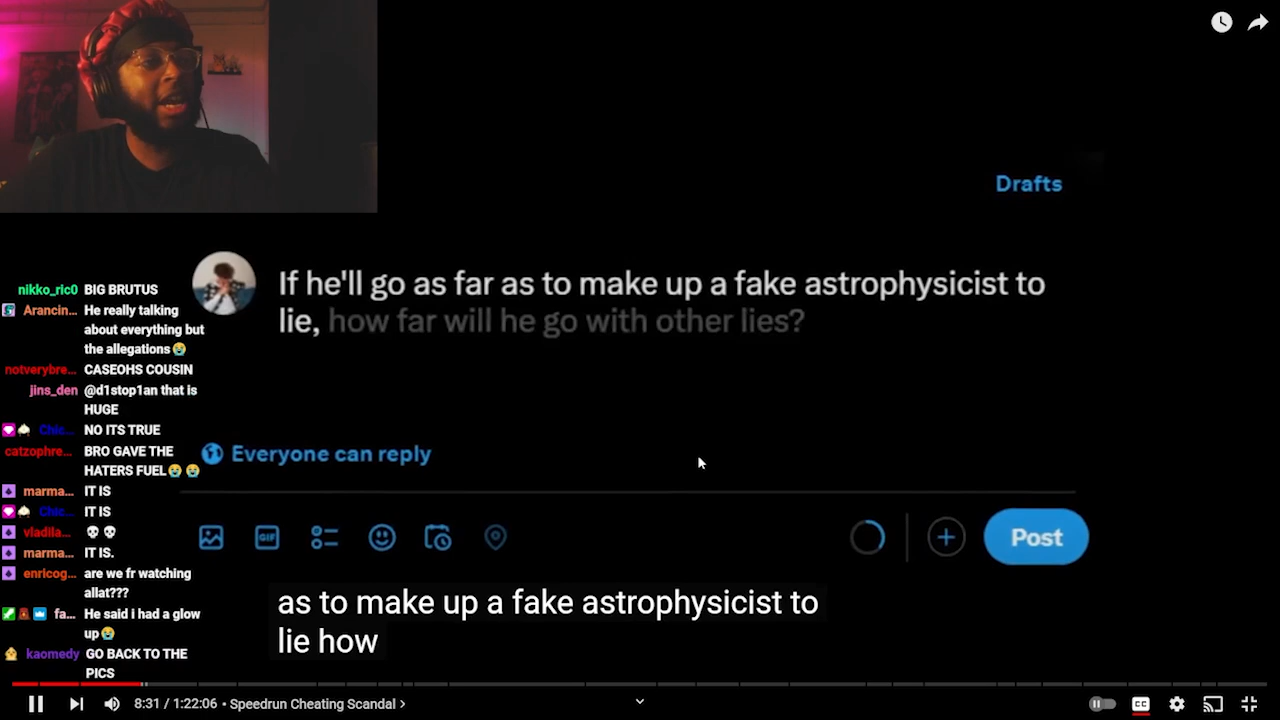 Drafts
If he'll go as far as to make up a fake astrophysicist to
lie, how far will he go with other lies?
Everyone can reply
GIF
Post
nikko_ric0 BIG BRUTUS
Arancin... He really talking
about everything but
the allegations😭
notverybre... CASEOHS COUSIN
jins_den @d1stop1an that is
HUGE
Chic... NO ITS TRUE
catzophre... BRO GAVE THE
HATERS FUEL😭😭
marma... IT IS
Chic... IT IS
vladila... 💀💀
marma... IT IS.
enricog... are we fr watching
allat???
fa... He said i had a glow
up😭
kaomedy GO BACK TO THE
PICS
as to make up a fake astrophysicist to
lie how
8:31 / 1:22:06 • Speedrun Cheating Scandal ›
CC